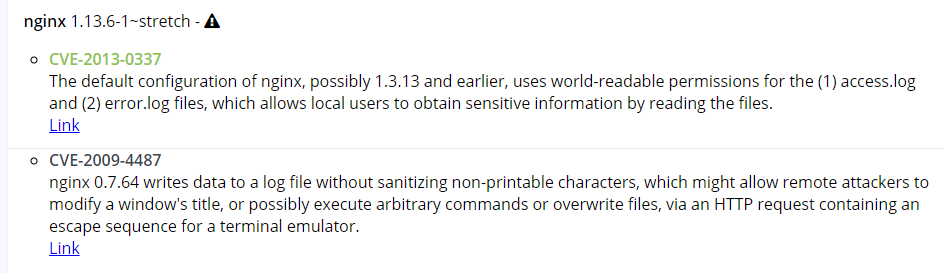 nginx 1.13.6-1~stretch -
CVE-2013-0337
The default configuration of nginx, possibly 1.3.13 and earlier, uses world-readable permissions for the (1) access.log
and (2) error.log files, which allows local users to obtain sensitive information by reading the files.
Link
CVE-2009-4487
nginx 0.7.64 writes data to a log file without sanitizing non-printable characters, which might allow remote attackers to
modify a window's title, or possibly execute arbitrary commands or overwrite files, via an HTTP request containing an
escape sequence for a terminal emulator.
Link